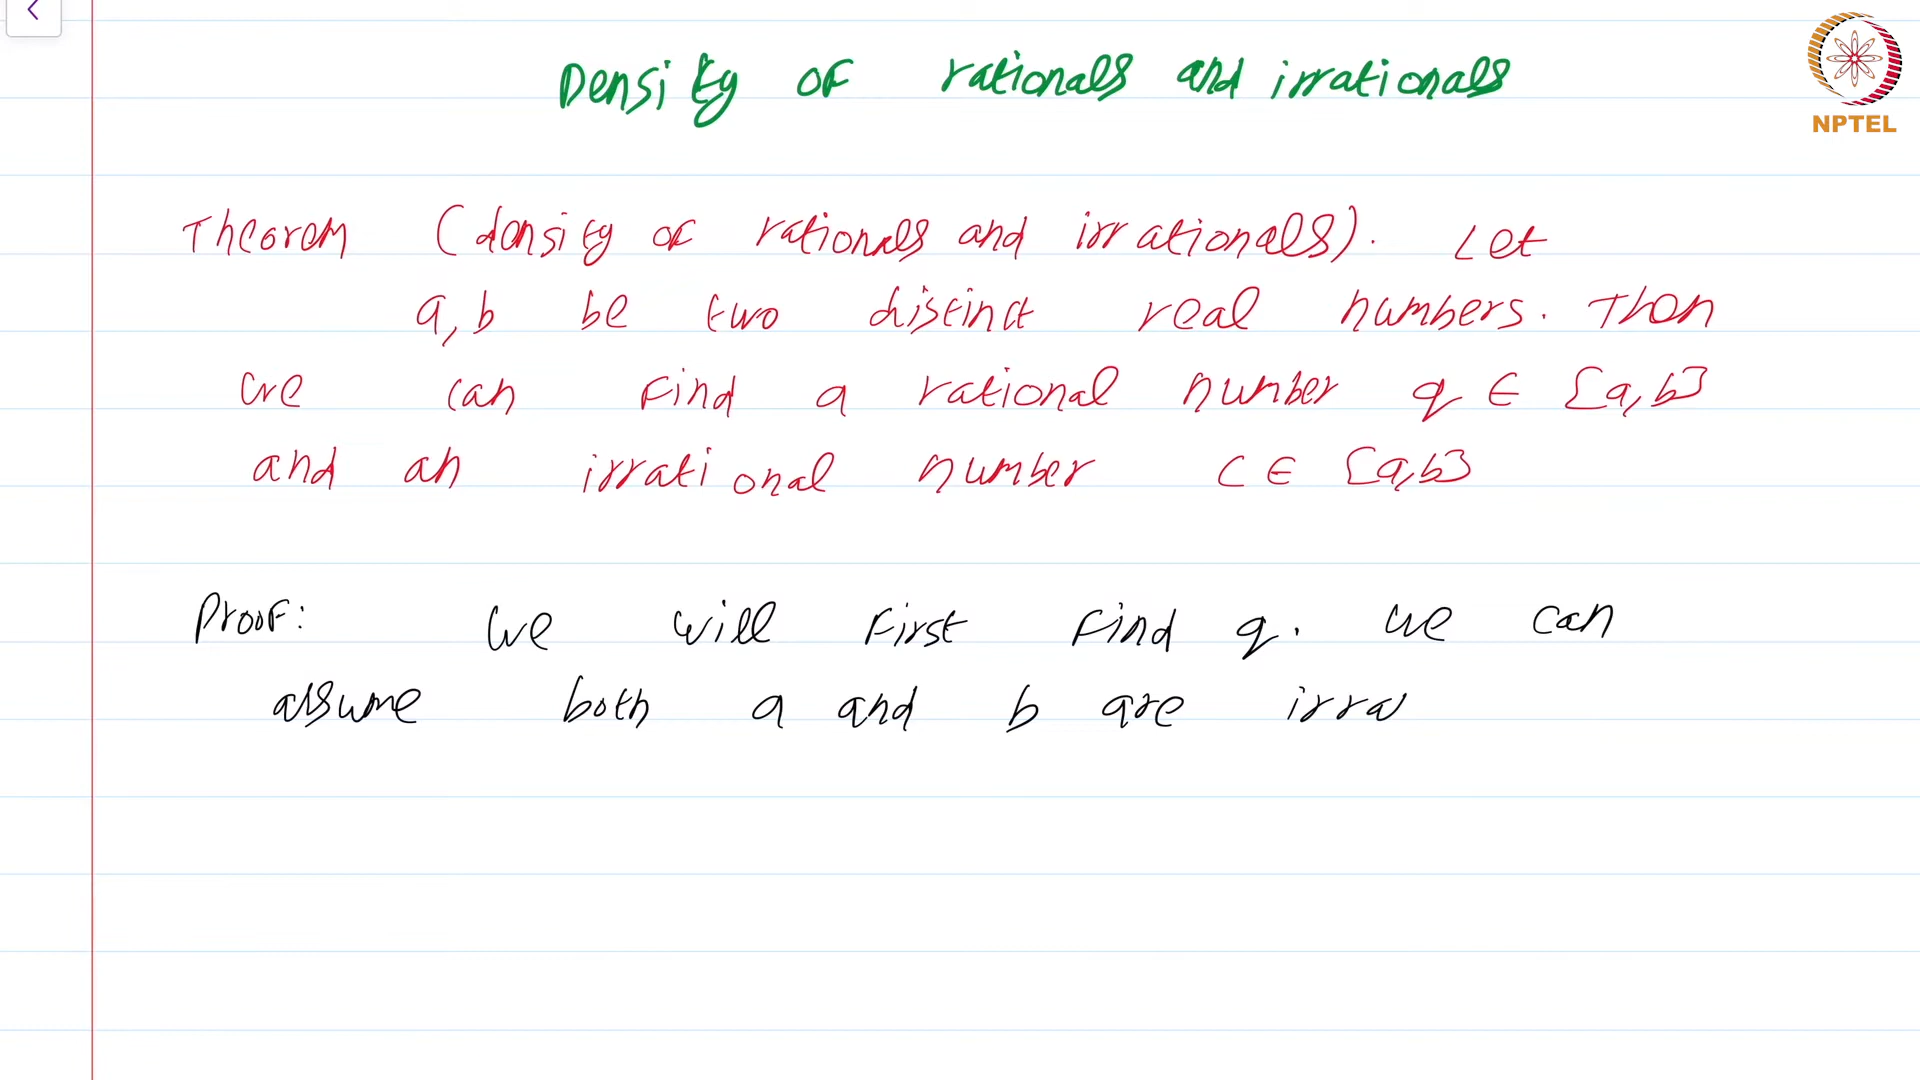 Density of rationals and irrationals
NPTEL
Theorem (density of rationals and irrationals). Let
a, b be two distinct real numbers. Then
we can find a rational number q ∈ [a, b]
and an irrational number c ∈ [a, b]
Proof: We will first find q. We can
assume both a and b are irra